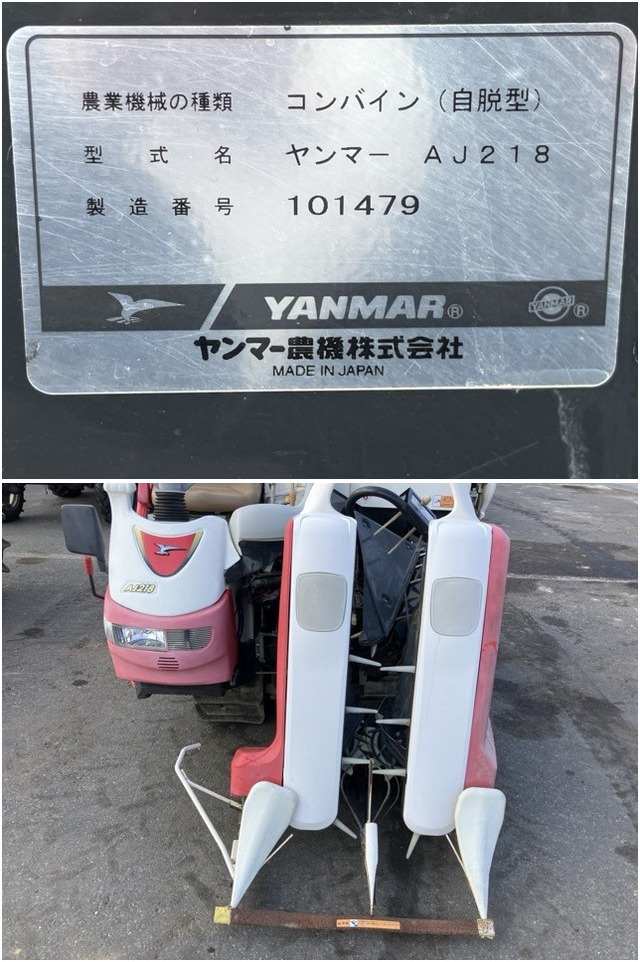 農業機械の種類 コンバイン（自脱型）
型式名 ヤンマー AJ218
製造番号 101479
YANMAR® YANMAR®
ヤンマー農機株式会社
MADE IN JAPAN
AJ218